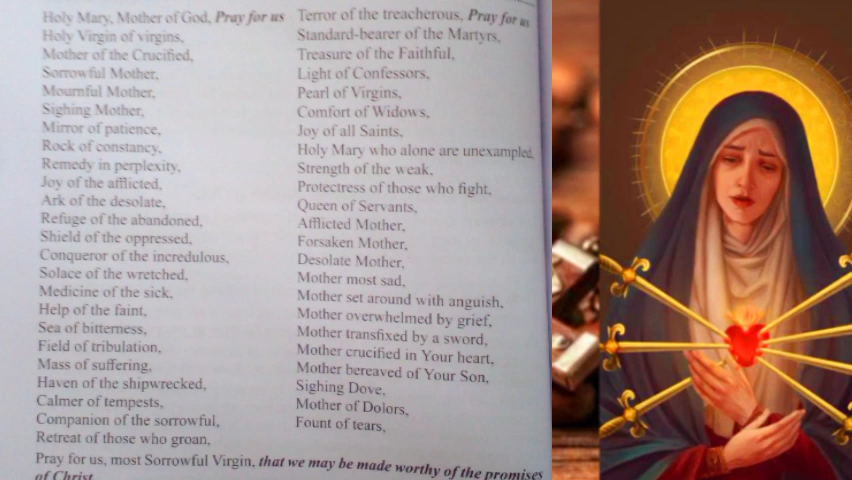 Holy Mary, Mother of God, Pray for us
Holy Virgin of virgins,
Mother of the Crucified,
Sorrowful Mother,
Mournful Mother,
Sighing Mother,
Mirror of patience,
Rock of constancy,
Remedy in perplexity,
Joy of the afflicted,
Ark of the desolate,
Refuge of the abandoned,
Shield of the oppressed,
Conqueror of the incredulous,
Solace of the wretched,
Medicine of the sick,
Help of the faint,
Sea of bitterness,
Field of tribulation,
Mass of suffering,
Haven of the shipwrecked,
Calmer of tempests,
Companion of the sorrowful,
Retreat of those who groan,
Terror of the treacherous, Pray for us
Standard-bearer of the Martyrs,
Treasure of the Faithful,
Light of Confessors,
Pearl of Virgins,
Comfort of Widows,
Joy of all Saints,
Holy Mary who alone are unexampled,
Strength of the weak,
Protectress of those who fight,
Queen of Servants,
Afflicted Mother,
Forsaken Mother,
Desolate Mother,
Mother most sad,
Mother set around with anguish,
Mother overwhelmed by grief,
Mother transfixed by a sword,
Mother crucified in Your heart,
Mother bereaved of Your Son,
Sighing Dove,
Mother of Dolors,
Fount of tears,
Pray for us, most Sorrowful Virgin, that we may be made worthy of the promises
of Christ